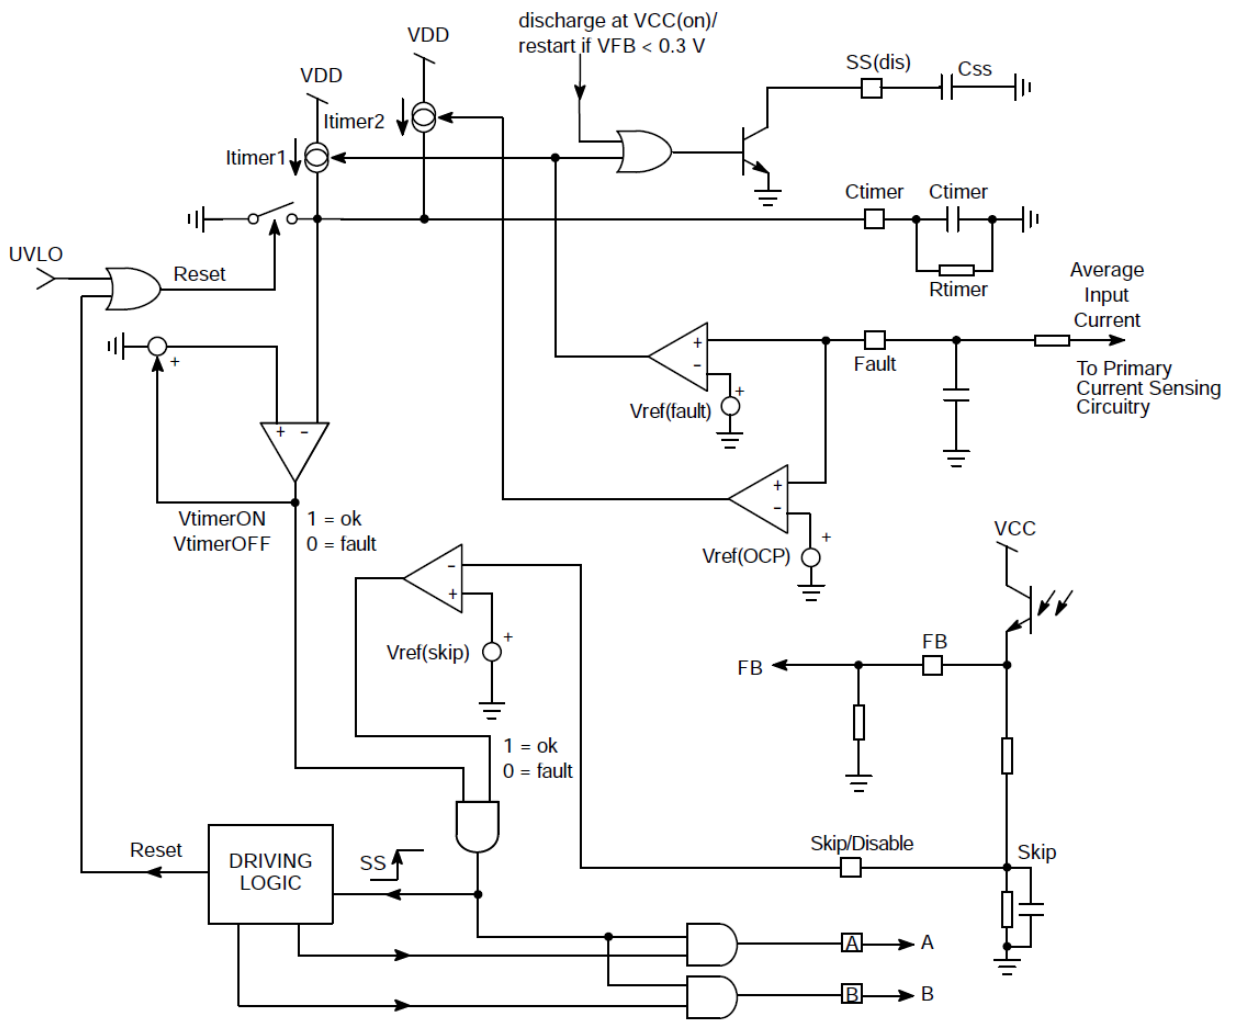 discharge at VCC(on)/
restart if VFB < 0.3 V
VDD
SS(dis)
Css
VDD
Itimer2
Itimer1
Ctimer
Ctimer
UVLO
Reset
Rtimer
Average
Input
Current
+
-
+
Fault
To Primary
Current Sensing
Circuitry
Vref(fault)
+
+ -
+
-
+
VtimerON
VtimerOFF
1 = ok
0 = fault
Vref(OCP)
VCC
-
+
+
Vref(skip)
FB
FB
1 = ok
0 = fault
Reset
DRIVING
LOGIC
SS
Skip/Disable
Skip
A
A
B
B